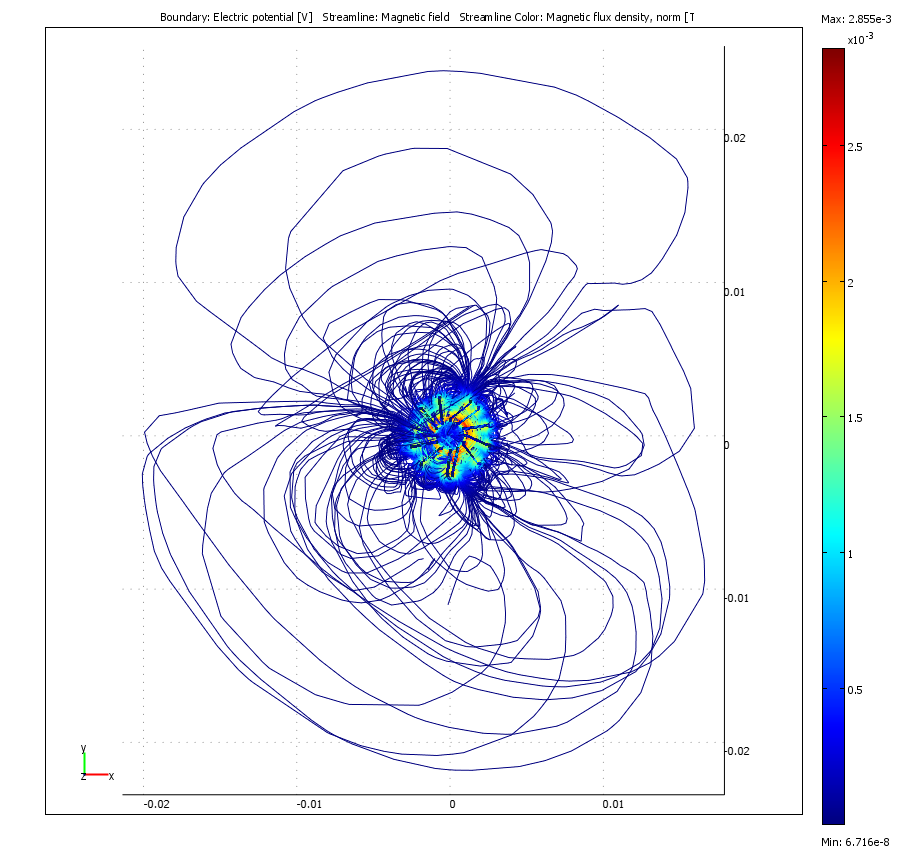 Boundary: Electric potential [V] Streamline: Magnetic field Streamline Color: Magnetic flux density, norm [T
Max: 2.855e-3
x10-3
2.5
2
1.5
1
0.5
Min: 6.716e-8
0.02
0.01
0
-0.01
-0.02
-0.02
-0.01
0
0.01
y
z
x